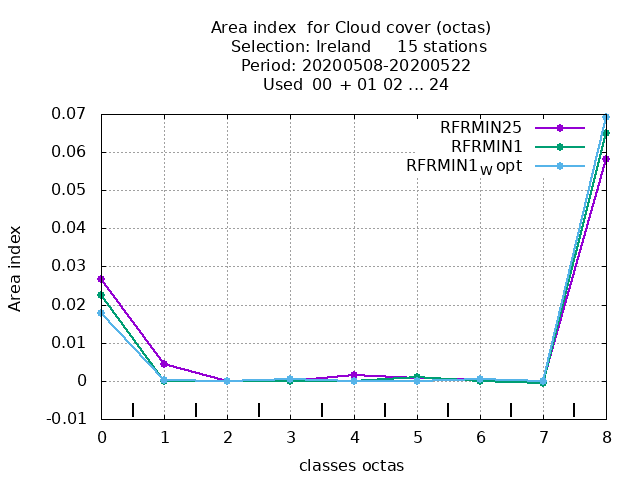 Area index  for Cloud cover (octas)
Selection: Ireland     15 stations
Period: 20200508-20200522
Used  00 + 01 02 ... 24
RFRMIN25
RFRMIN1
RFRMIN1W opt
0.07
0.06
0.05
0.04
0.03
0.02
0.01
0
-0.01
Area index
0 1 2 3 4 5 6 7 8
classes octas